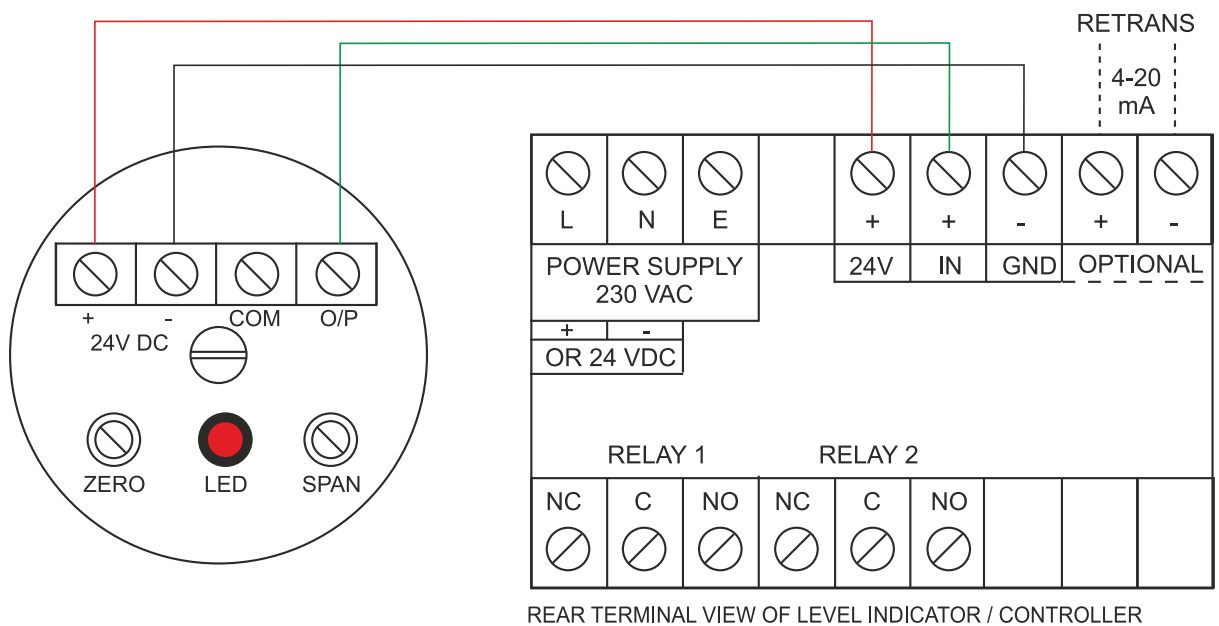 RETRANS
4-20
mA
L N E + + - + -
POWER SUPPLY
230 VAC
24V IN GND OPTIONAL
+ -
OR 24 VDC
+ - COM O/P
24V DC
ZERO LED SPAN
RELAY 1 RELAY 2
NC C NO NC C NO
REAR TERMINAL VIEW OF LEVEL INDICATOR / CONTROLLER